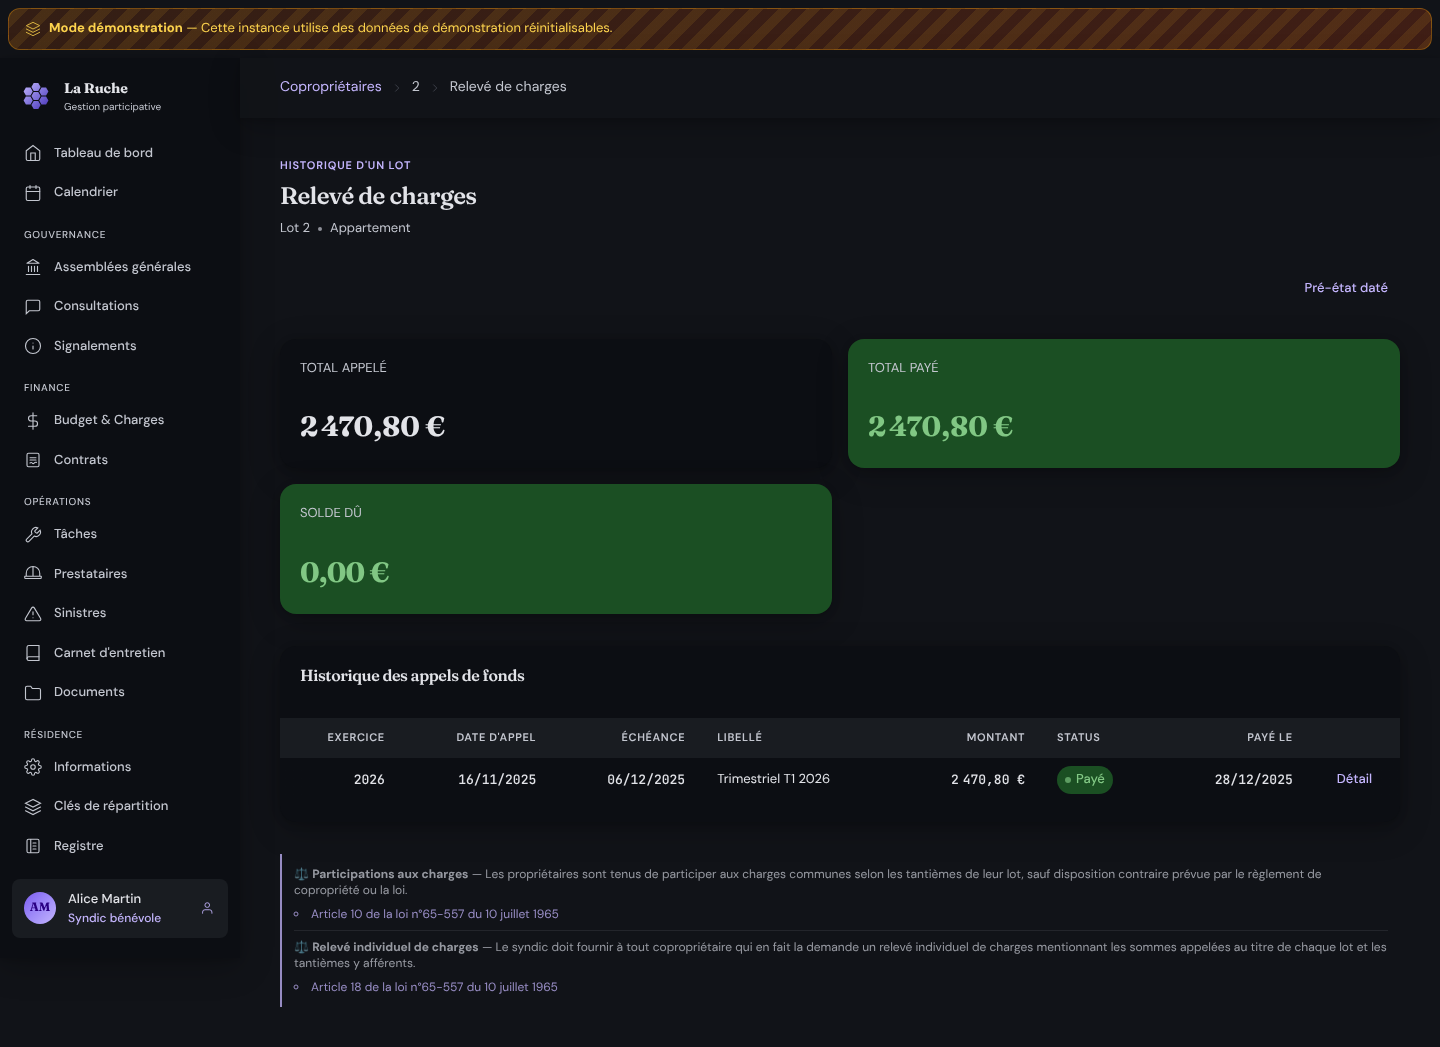 Mode démonstration — Cette instance utilise des données de démonstration réinitialisables.
La Ruche
Gestion participative
Tableau de bord
Calendrier
GOUVERNANCE
Assemblées générales
Consultations
Signalements
FINANCE
Budget & Charges
Contrats
OPÉRATIONS
Tâches
Prestataires
Sinistres
Carnet d'entretien
Documents
RÉSIDENCE
Informations
Clés de répartition
Registre
AM
Alice Martin
Syndic bénévole
Copropriétaires > 2 > Relevé de charges
HISTORIQUE D'UN LOT
Relevé de charges
Lot 2 • Appartement
Pré-état daté
TOTAL APPELÉ
2 470,80 €
TOTAL PAYÉ
2 470,80 €
SOLDE DÛ
0,00 €
Historique des appels de fonds
EXERCICE DATE D'APPEL ÉCHÉANCE LIBELLÉ MONTANT STATUS PAYÉ LE
2026 16/11/2025 06/12/2025 Trimestriel T1 2026 2 470,80 € Payé 28/12/2025 Détail
⚖️ Participations aux charges — Les propriétaires sont tenus de participer aux charges communes selon les tantièmes de leur lot, sauf disposition contraire prévue par le règlement de
copropriété ou la loi.
Article 10 de la loi n°65-557 du 10 juillet 1965
⚖️ Relevé individuel de charges — Le syndic doit fournir à tout copropriétaire qui en fait la demande un relevé individuel de charges mentionnant les sommes appelées au titre de chaque lot et les
tantièmes y afférents.
Article 18 de la loi n°65-557 du 10 juillet 1965